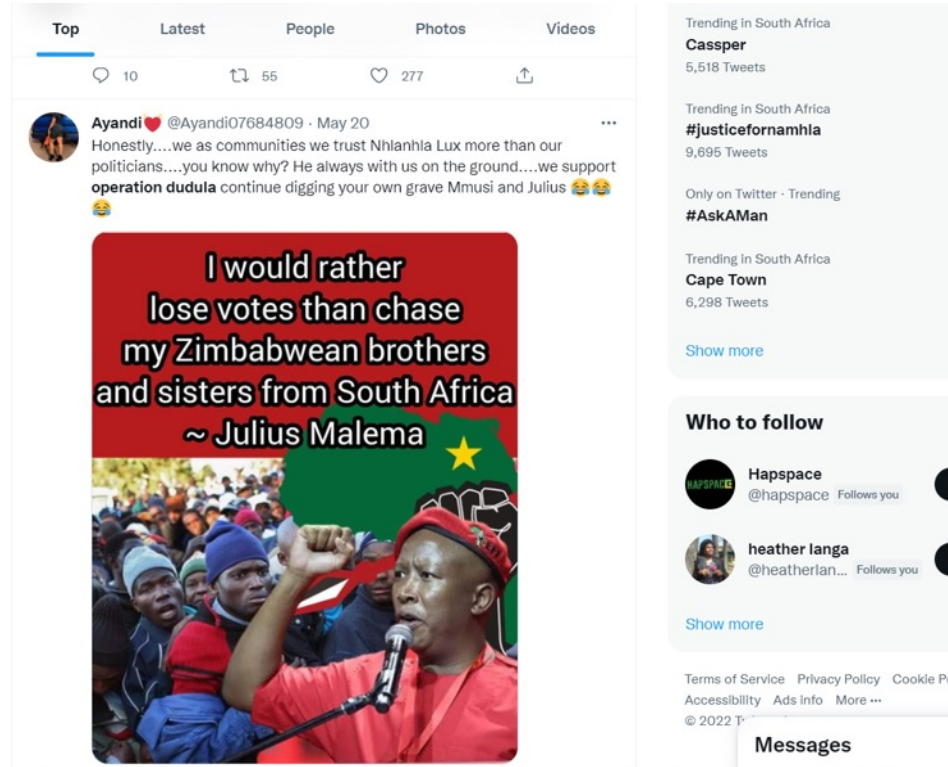 Top Latest People Photos Videos
10 55 277
Ayandi❤️ @Ayandi07684809 · May 20
Honestly....we as communities we trust Nhlanhla Lux more than our
politicians....you know why? He always with us on the ground....we support
operation dudula continue digging your own grave Mmusi and Julius 😂😂
😂
I would rather
lose votes than chase
my Zimbabwean brothers
and sisters from South Africa
~ Julius Malema
Trending in South Africa
Cassper
5,518 Tweets
Trending in South Africa
#justicefornamhla
9,695 Tweets
Only on Twitter · Trending
#AskAMan
Trending in South Africa
Cape Town
6,298 Tweets
Show more
Who to follow
HAPSPACE
Hapspace
@hapspace Follows you
heather langa
@heatherlan... Follows you
Show more
Terms of Service Privacy Policy Cookie
Accessibility Ads info More ···
© 2022
Messages